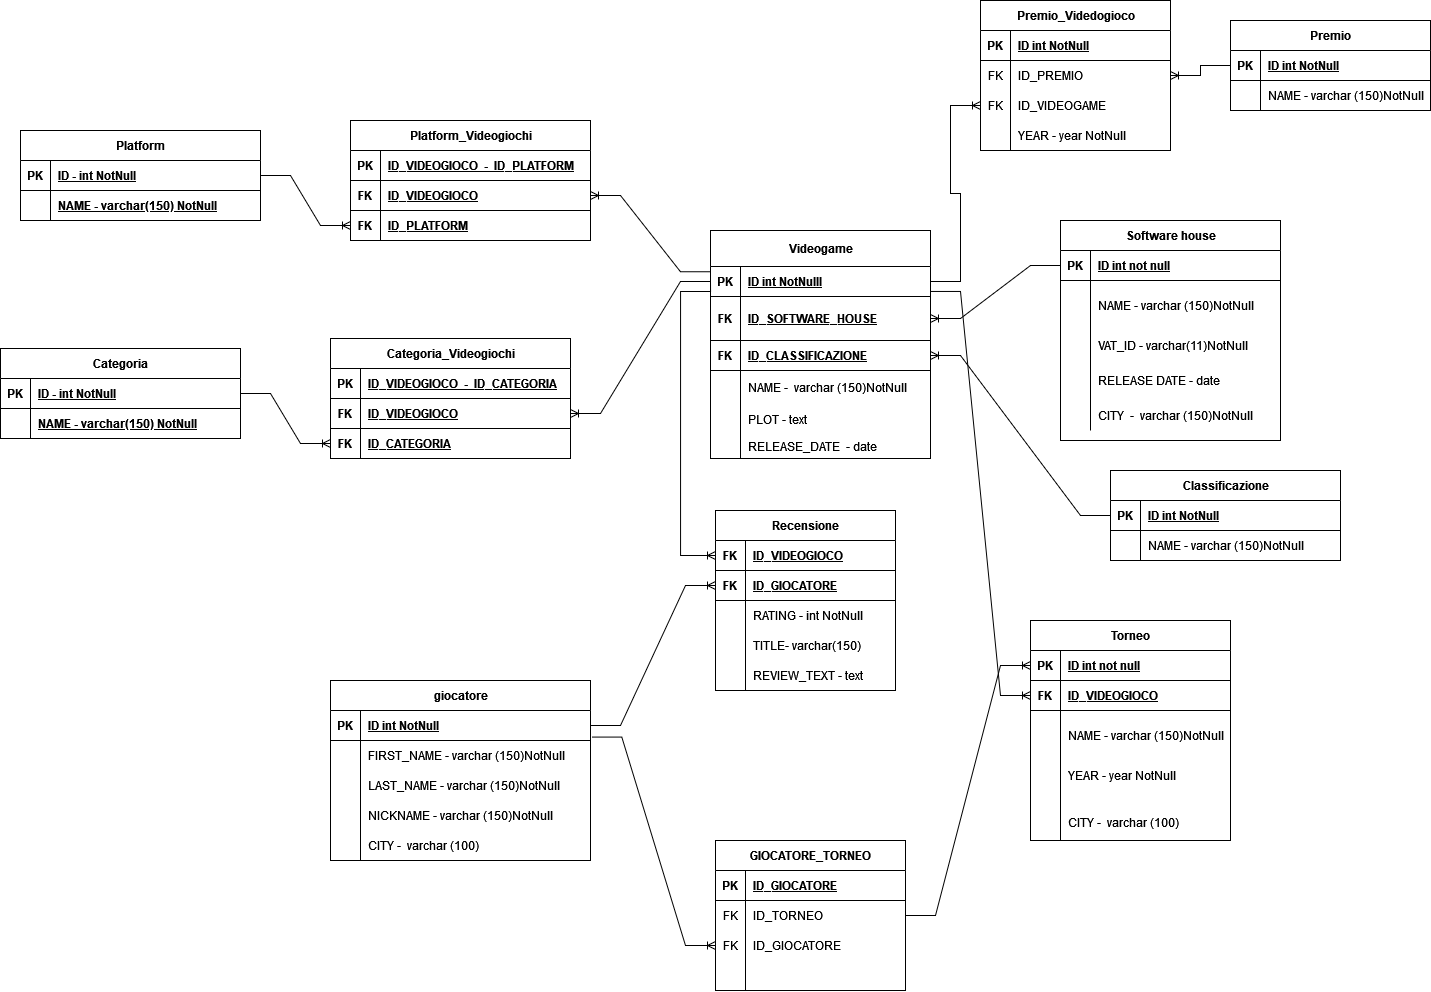 Premio_Videdogioco
PK ID int NotNull
FK ID_PREMIO
FK ID_VIDEOGAME
YEAR - year NotNull
Premio
PK ID int NotNull
NAME - varchar (150)NotNull
Platform
PK ID - int NotNull
NAME - varchar(150) NotNull
Platform_Videogiochi
PK ID_VIDEOGIOCO - ID_PLATFORM
FK ID_VIDEOGIOCO
FK ID_PLATFORM
Videogame
PK ID int NotNulll
FK ID_SOFTWARE_HOUSE
FK ID_CLASSIFICAZIONE
NAME - varchar (150)NotNull
PLOT - text
RELEASE_DATE - date
Software house
PK ID int not null
NAME - varchar (150)NotNull
VAT_ID - varchar(11)NotNull
RELEASE DATE - date
CITY - varchar (150)NotNull
Categoria
PK ID - int NotNull
NAME - varchar(150) NotNull
Categoria_Videogiochi
PK ID_VIDEOGIOCO - ID_CATEGORIA
FK ID_VIDEOGIOCO
FK ID_CATEGORIA
Classificazione
PK ID int NotNull
NAME - varchar (150)NotNull
Recensione
FK ID_VIDEOGIOCO
FK ID_GIOCATORE
RATING - int NotNull
TITLE- varchar(150)
REVIEW_TEXT - text
Torneo
PK ID int not null
FK ID_VIDEOGIOCO
NAME - varchar (150)NotNull
YEAR - year NotNull
CITY - varchar (100)
giocatore
PK ID int NotNull
FIRST_NAME - varchar (150)NotNull
LAST_NAME - varchar (150)NotNull
NICKNAME - varchar (150)NotNull
CITY - varchar (100)
GIOCATORE_TORNEO
PK ID_GIOCATORE
FK ID_TORNEO
FK ID_GIOCATORE